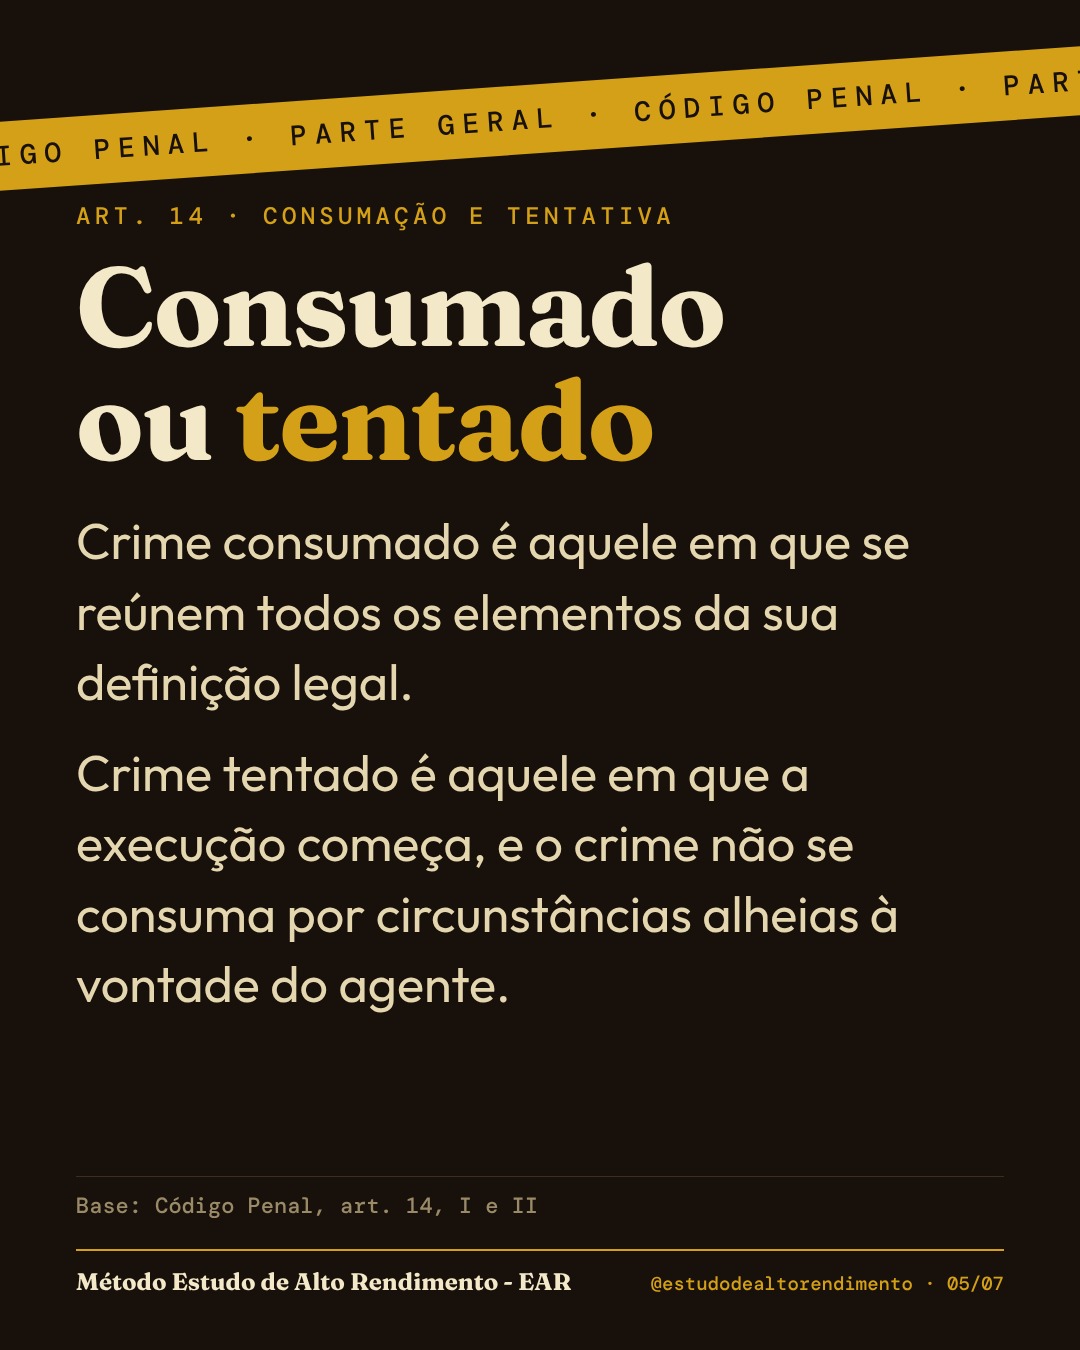 IGO PENAL · PARTE GERAL · CÓDIGO PENAL · PART
ART. 14 · CONSUMAÇÃO E TENTATIVA
Consumado
ou tentado
Crime consumado é aquele em que se
reúnem todos os elementos da sua
definição legal.
Crime tentado é aquele em que a
execução começa, e o crime não se
consuma por circunstâncias alheias à
vontade do agente.
Base: Código Penal, art. 14, I e II
Método Estudo de Alto Rendimento - EAR
@estudodealtorendimento · 05/07